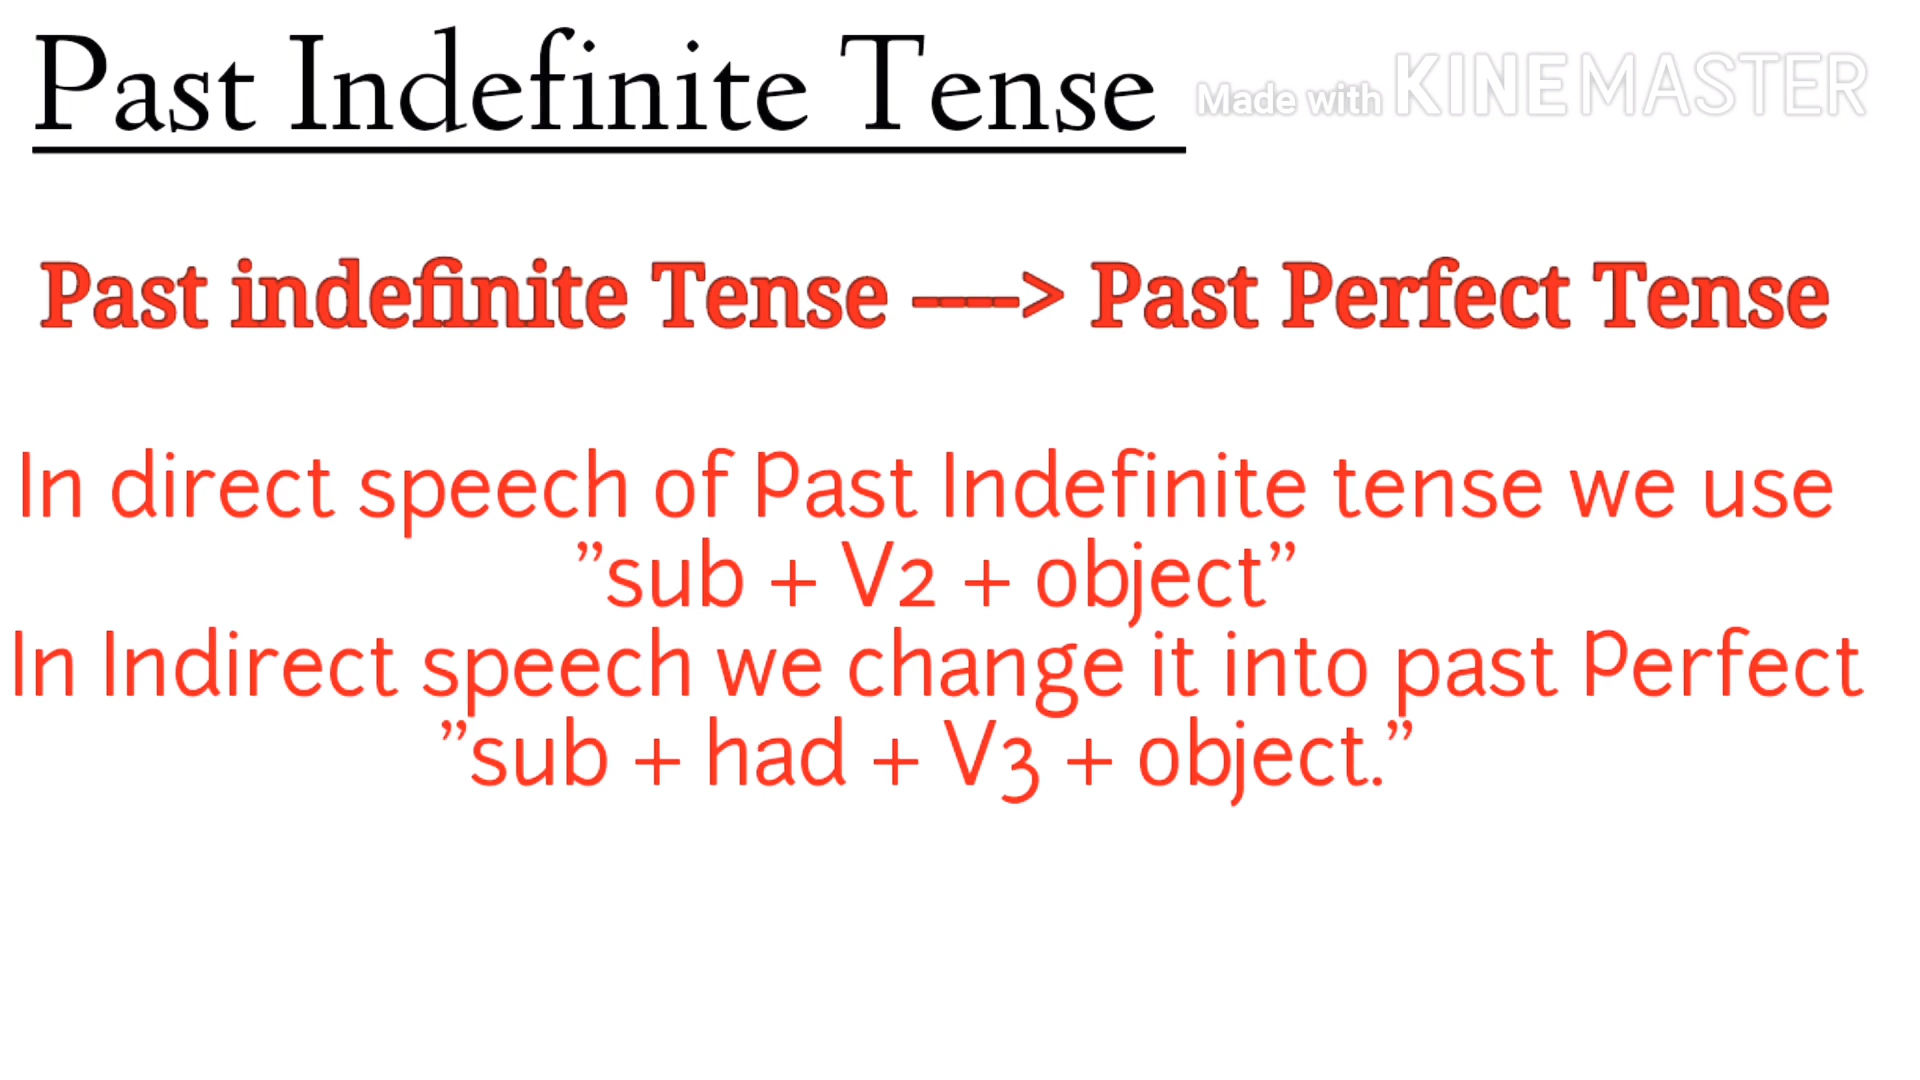 Past Indefinite Tense
Made with KINEMASTER
Past indefinite Tense ----> Past Perfect Tense
In direct speech of Past Indefinite tense we use
”sub + V2 + object”
In Indirect speech we change it into past Perfect
”sub + had + V3 + object.”